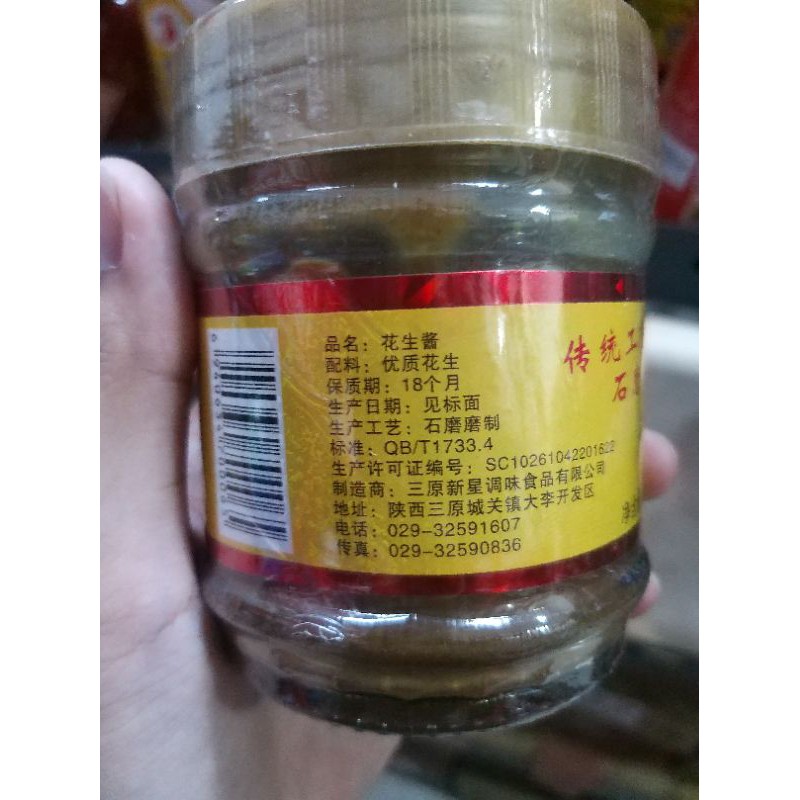 品名：花生酱
配料：优质花生
保质期：18个月
生产日期：见标面
生产工艺：石磨磨制
标准：QB/T1733.4
生产许可证编号：SC10261042201622
制造商：三原新星调味食品有限公司
地址：陕西三原城关镇大李开发区
电话：029-32591607
传真：029-32590836
传统工
石
净